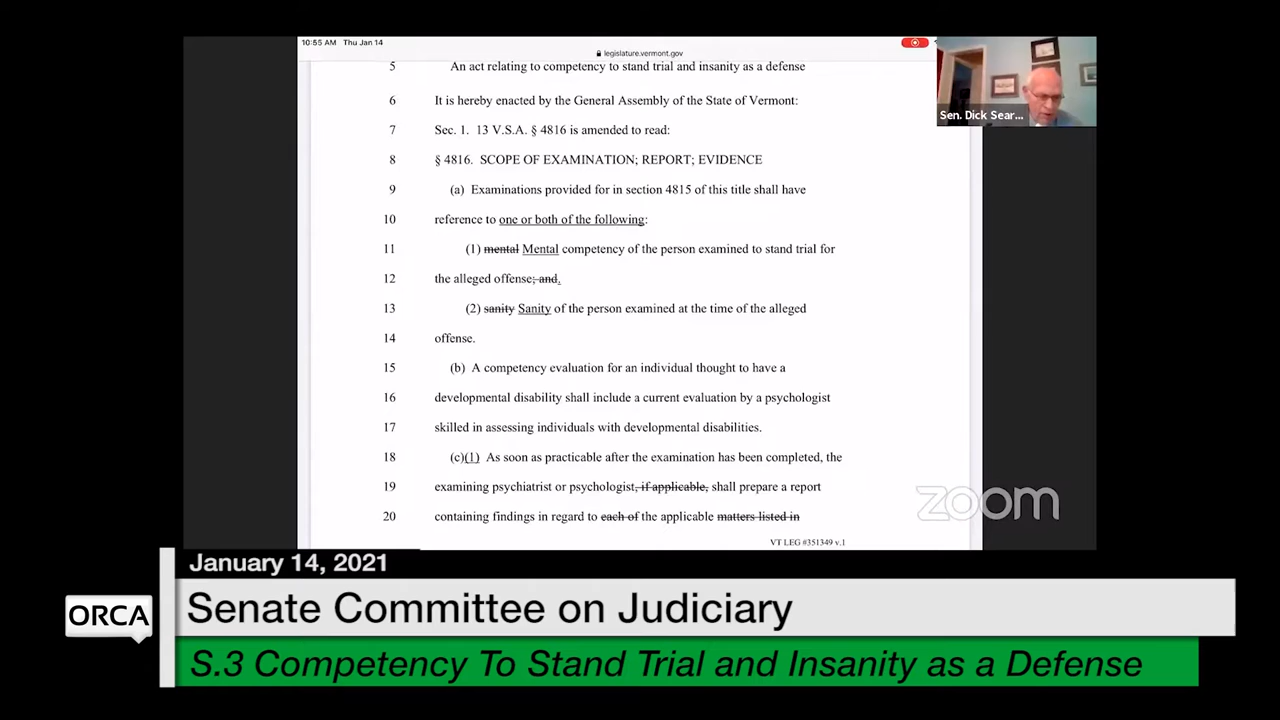 10:55 AM Thu Jan 14
legislature.vermont.gov
5 An act relating to competency to stand trial and insanity as a defense
6 It is hereby enacted by the General Assembly of the State of Vermont:
7 Sec. 1. 13 V.S.A. § 4816 is amended to read:
8 § 4816. SCOPE OF EXAMINATION; REPORT; EVIDENCE
9 (a) Examinations provided for in section 4815 of this title shall have
10 reference to one or both of the following:
11 (1) mental Mental competency of the person examined to stand trial for
12 the alleged offense; and.
13 (2) sanity Sanity of the person examined at the time of the alleged
14 offense.
15 (b) A competency evaluation for an individual thought to have a
16 developmental disability shall include a current evaluation by a psychologist
17 skilled in assessing individuals with developmental disabilities.
18 (c)(1) As soon as practicable after the examination has been completed, the
19 examining psychiatrist or psychologist, if applicable, shall prepare a report
20 containing findings in regard to each of the applicable matters listed in
VT LEG #351349 v.1
Sen. Dick Sear...
zoom
January 14, 2021
ORCA
Senate Committee on Judiciary
S.3 Competency To Stand Trial and Insanity as a Defense